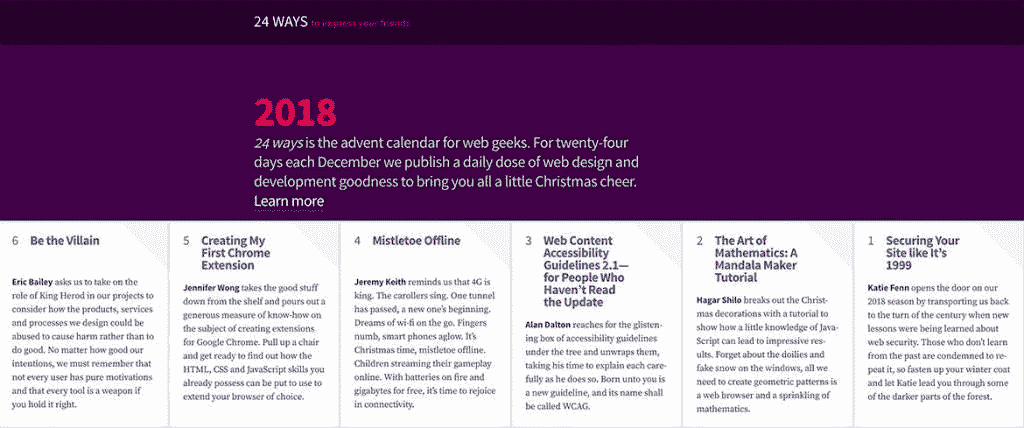 24 WAYS to impress your friends
2018
24 ways is the advent calendar for web geeks. For twenty-four
days each December we publish a daily dose of web design and
development goodness to bring you all a little Christmas cheer.
Learn more
6 Be the Villain
Eric Bailey asks us to take on the
role of King Herod in our projects to
consider how the products, services
and processes we design could be
abused to cause harm rather than to
do good. No matter how good our
intentions, we must remember that
not every user has pure motivations
and that every tool is a weapon if
you hold it right.
5 Creating My
First Chrome
Extension
Jennifer Wong takes the good stuff
down from the shelf and pours out a
generous measure of know-how on
the subject of creating extensions
for Google Chrome. Pull up a chair
and get ready to find out how the
HTML, CSS and JavaScript skills you
already possess can be put to use to
extend your browser of choice.
4 Mistletoe Offline
Jeremy Keith reminds us that 4G is
king. The carollers sing. One tunnel
has passed, a new one's beginning.
Dreams of wi-fi on the go. Fingers
numb, smart phones aglow. It's
Christmas time, mistletoe offline.
Children streaming their gameplay
online. With batteries on fire and
gigabytes for free, it's time to rejoice
in connectivity.
3 Web Content
Accessibility
Guidelines 2.1—
for People Who
Haven't Read
the Update
Alan Dalton reaches for the glisten-
ing box of accessibility guidelines
under the tree and unwraps them,
taking his time to explain each care-
fully as he does so. Born unto you is
a new guideline, and its name shall
be called WCAG.
2 The Art of
Mathematics: A
Mandala Maker
Tutorial
Hagar Shilo breaks out the Christ-
mas decorations with a tutorial to
show how a little knowledge of Java-
Script can lead to impressive res-
ults. Forget about the doilies and
fake snow on the windows, all we
need to create geometric patterns is
a web browser and a sprinkling of
mathematics.
1 Securing Your
Site like It's
1999
Katie Fenn opens the door on our
2018 season by transporting us back
to the turn of the century when new
lessons were being learned about
web security. Those who don't learn
from the past are condemned to re-
peat it, so fasten up your winter coat
and let Katie lead you through some
of the darker parts of the forest.